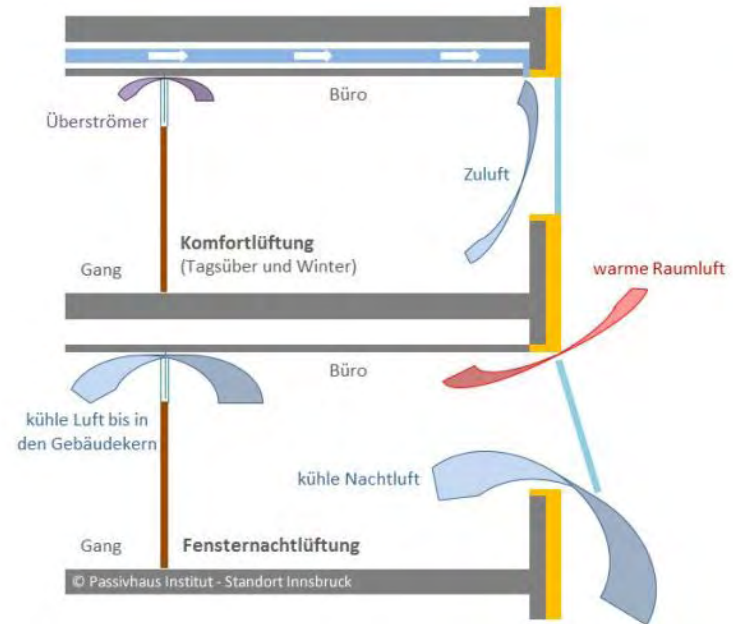 Büro
Überströmer
Zuluft
Komfortlüftung
(Tagsüber und Winter)
Gang
warme Raumluft
Büro
kühle Luft bis in
den Gebäudekern
kühle Nachtluft
Gang
Fensternachtlüftung
© Passivhaus Institut - Standort Innsbruck